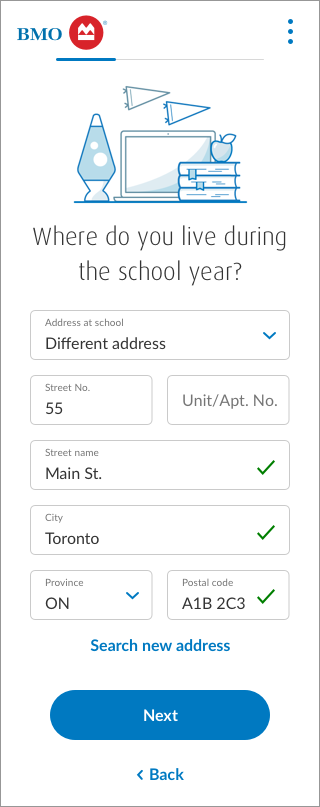 BMO
Where do you live during
the school year?
Address at school
Different address
Street No.
55
Unit/Apt. No.
Street name
Main St.
City
Toronto
Province
ON
Postal code
A1B 2C3
Search new address
Next
Back